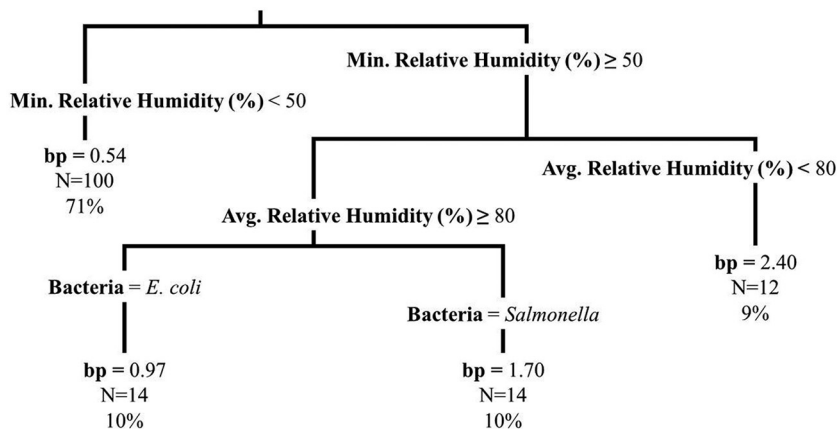 Min. Relative Humidity (%) ≥ 50
Min. Relative Humidity (%) < 50
bp = 0.54
N=100
71%
Avg. Relative Humidity (%) < 80
Avg. Relative Humidity (%) ≥ 80
bp = 2.40
N=12
9%
Bacteria = E. coli
Bacteria = Salmonella
bp = 0.97
N=14
10%
bp = 1.70
N=14
10%